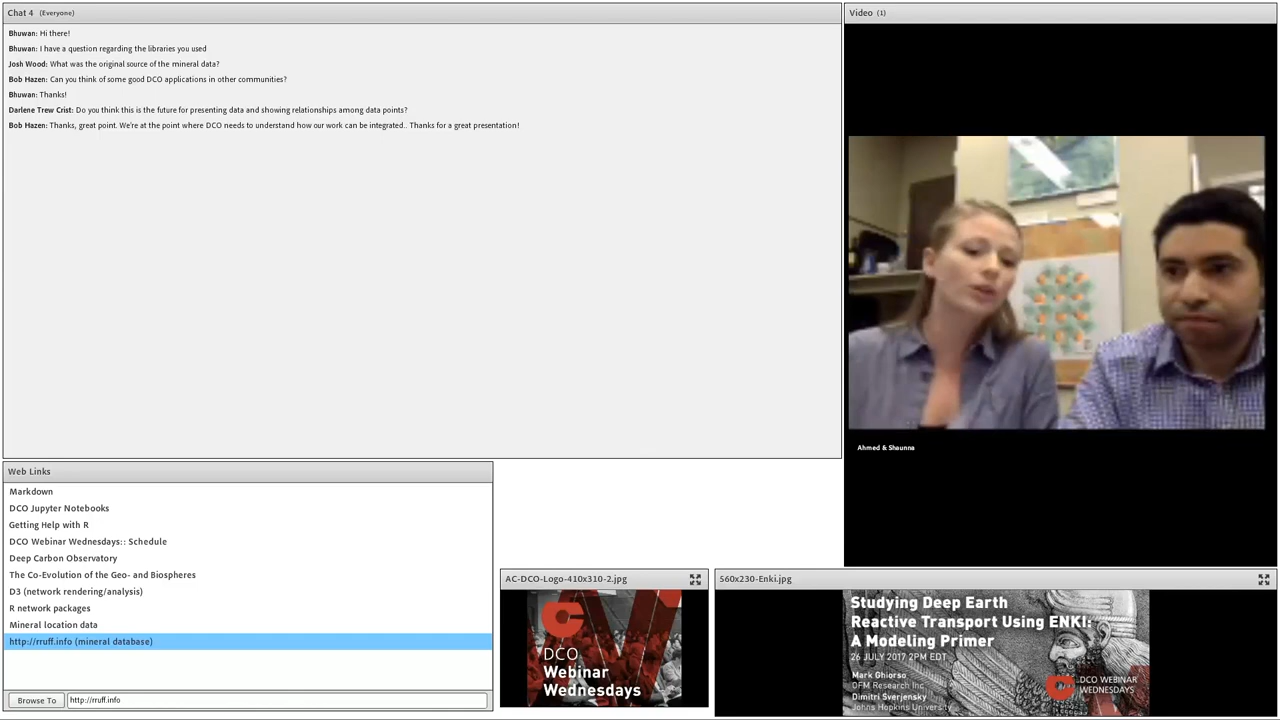 Chat 4 (Everyone)
Bhuwan: Hi there!
Bhuwan: I have a question regarding the libraries you used
Josh Wood: What was the original source of the mineral data?
Bob Hazen: Can you think of some good DCO applications in other communities?
Bhuwan: Thanks!
Darlene Trew Crist: Do you think this is the future for presenting data and showing relationships among data points?
Bob Hazen: Thanks, great point. We're at the point where DCO needs to understand how our work can be integrated.. Thanks for a great presentation!
Video (1)
Ahmed & Shaunna
Web Links
Markdown
DCO Jupyter Notebooks
Getting Help with R
DCO Webinar Wednesdays:: Schedule
Deep Carbon Observatory
The Co-Evolution of the Geo- and Biospheres
D3 (network rendering/analysis)
R network packages
Mineral location data
http://rruff.info (mineral database)
Browse To http://rruff.info
AC-DCO-Logo-410x310-2.jpg
DCO
Webinar
Wednesdays
560x230-Enki.jpg
Studying Deep Earth
Reactive Transport Using ENKI:
A Modeling Primer
26 JULY 2017 2PM EDT
Mark Ghiorso
OFM Research Inc
Dimitri Sverjensky
Johns Hopkins University
DCO WEBINAR
WEDNESDAYS